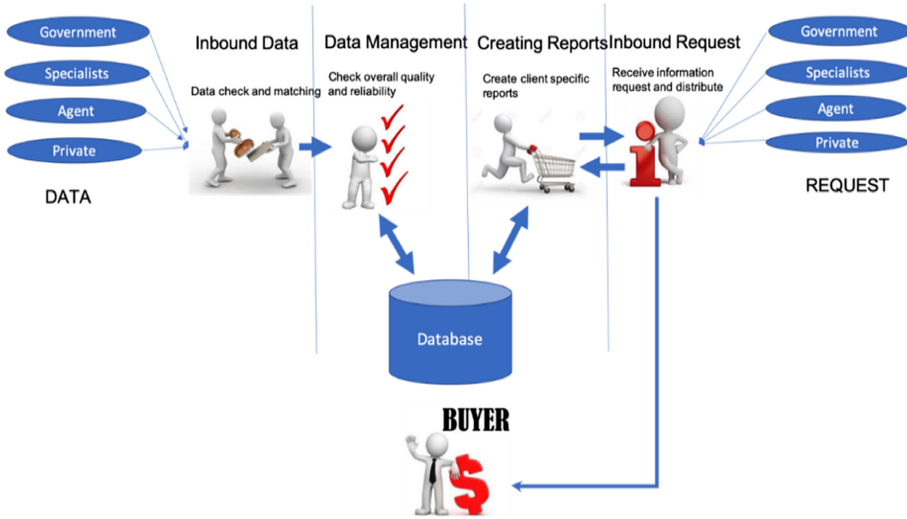 Government
Specialists
Agent
Private
DATA
Inbound Data
Data check and matching
Data Management
Check overall quality
and reliability
Creating Reports
Create client specific
reports
Inbound Request
Receive information
request and distribute
Government
Specialists
Agent
Private
REQUEST
Database
BUYER